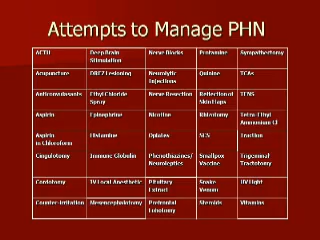 Attempts to Manage PHN
ACTH Deep Brain Nerve Blocks Protamine Sympathectomy
Stimulation
Acupuncture DREZ Lesioning Neurolytic Quinine TCAs
Injections
Anticonvulsants Ethyl Chloride Nerve Resection Reflection of TENS
Spray Skin Flaps
Aspirin Epinephrine Nicotine Rhizotomy Tetra-Ethyl
Ammonium Cl
Aspirin Histamine Opiates SCS Traction
in Chloroform
Cingulotomy Immune Globulin Phenothiazines/ Smallpox Trigeminal
Neuroleptics Vaccine Tractotomy
Cordotomy IV Local Anesthetic Pituitary Snake UV Light
Extract Venom
Counter-irritation Mesencephalotomy Prefrontal Steroids Vitamins
Lobotomy